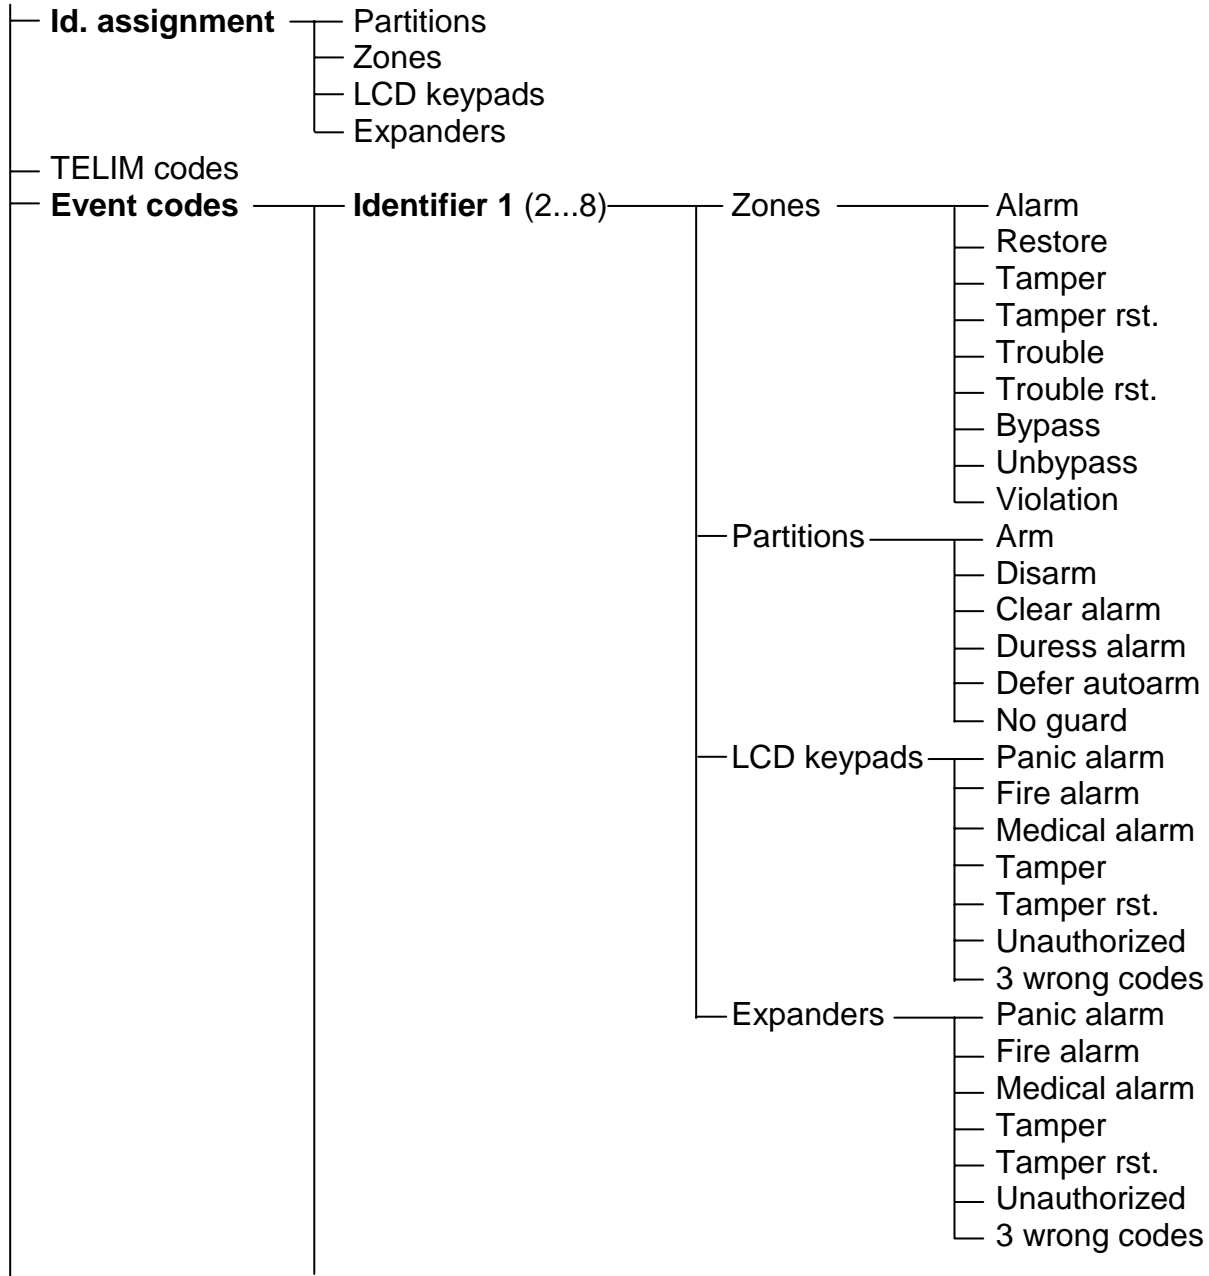 Id. assignment Partitions
Zones
LCD keypads
Expanders
TELIM codes
Event codes Identifier 1 (2...8) Zones Alarm
Restore
Tamper
Tamper rst.
Trouble
Trouble rst.
Bypass
Unbypass
Violation
Partitions Arm
Disarm
Clear alarm
Duress alarm
Defer autoarm
No guard
LCD keypads Panic alarm
Fire alarm
Medical alarm
Tamper
Tamper rst.
Unauthorized
3 wrong codes
Expanders Panic alarm
Fire alarm
Medical alarm
Tamper
Tamper rst.
Unauthorized
3 wrong codes